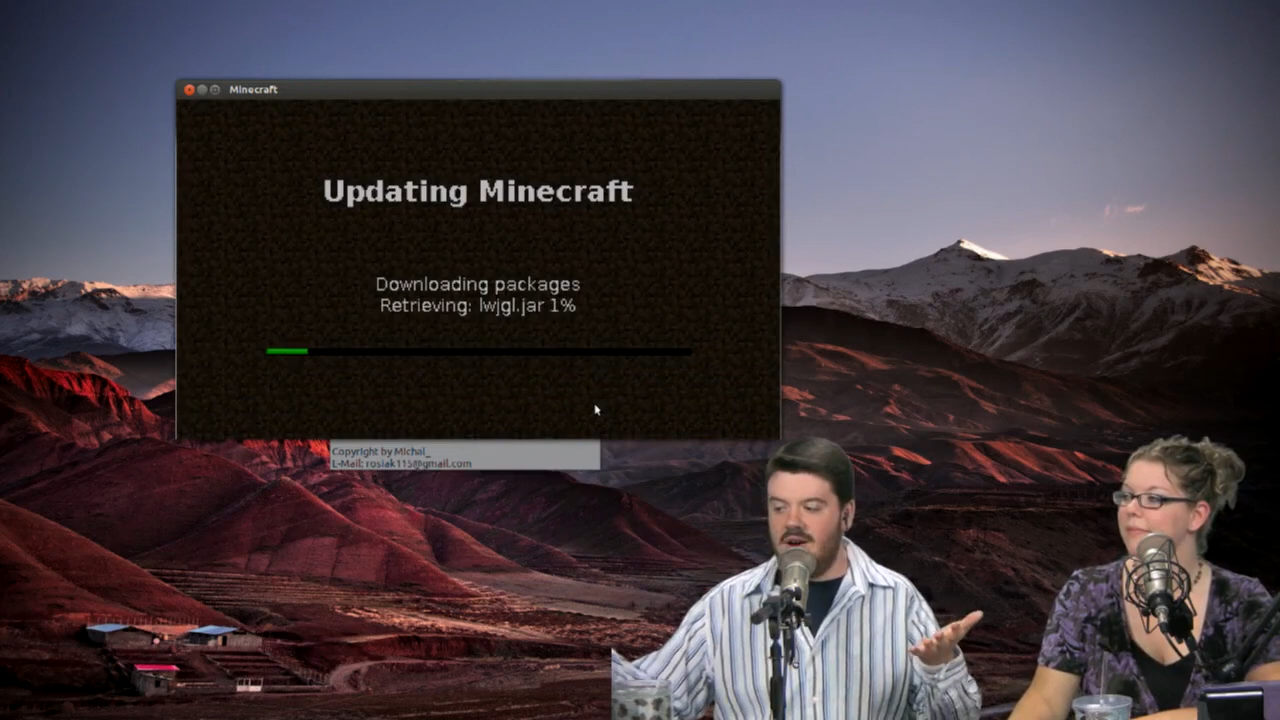 Minecraft
Updating Minecraft
Downloading packages
Retrieving: lwjgl.jar 1%
Copyright by Michal_
E-Mail: rosiak115@gmail.com